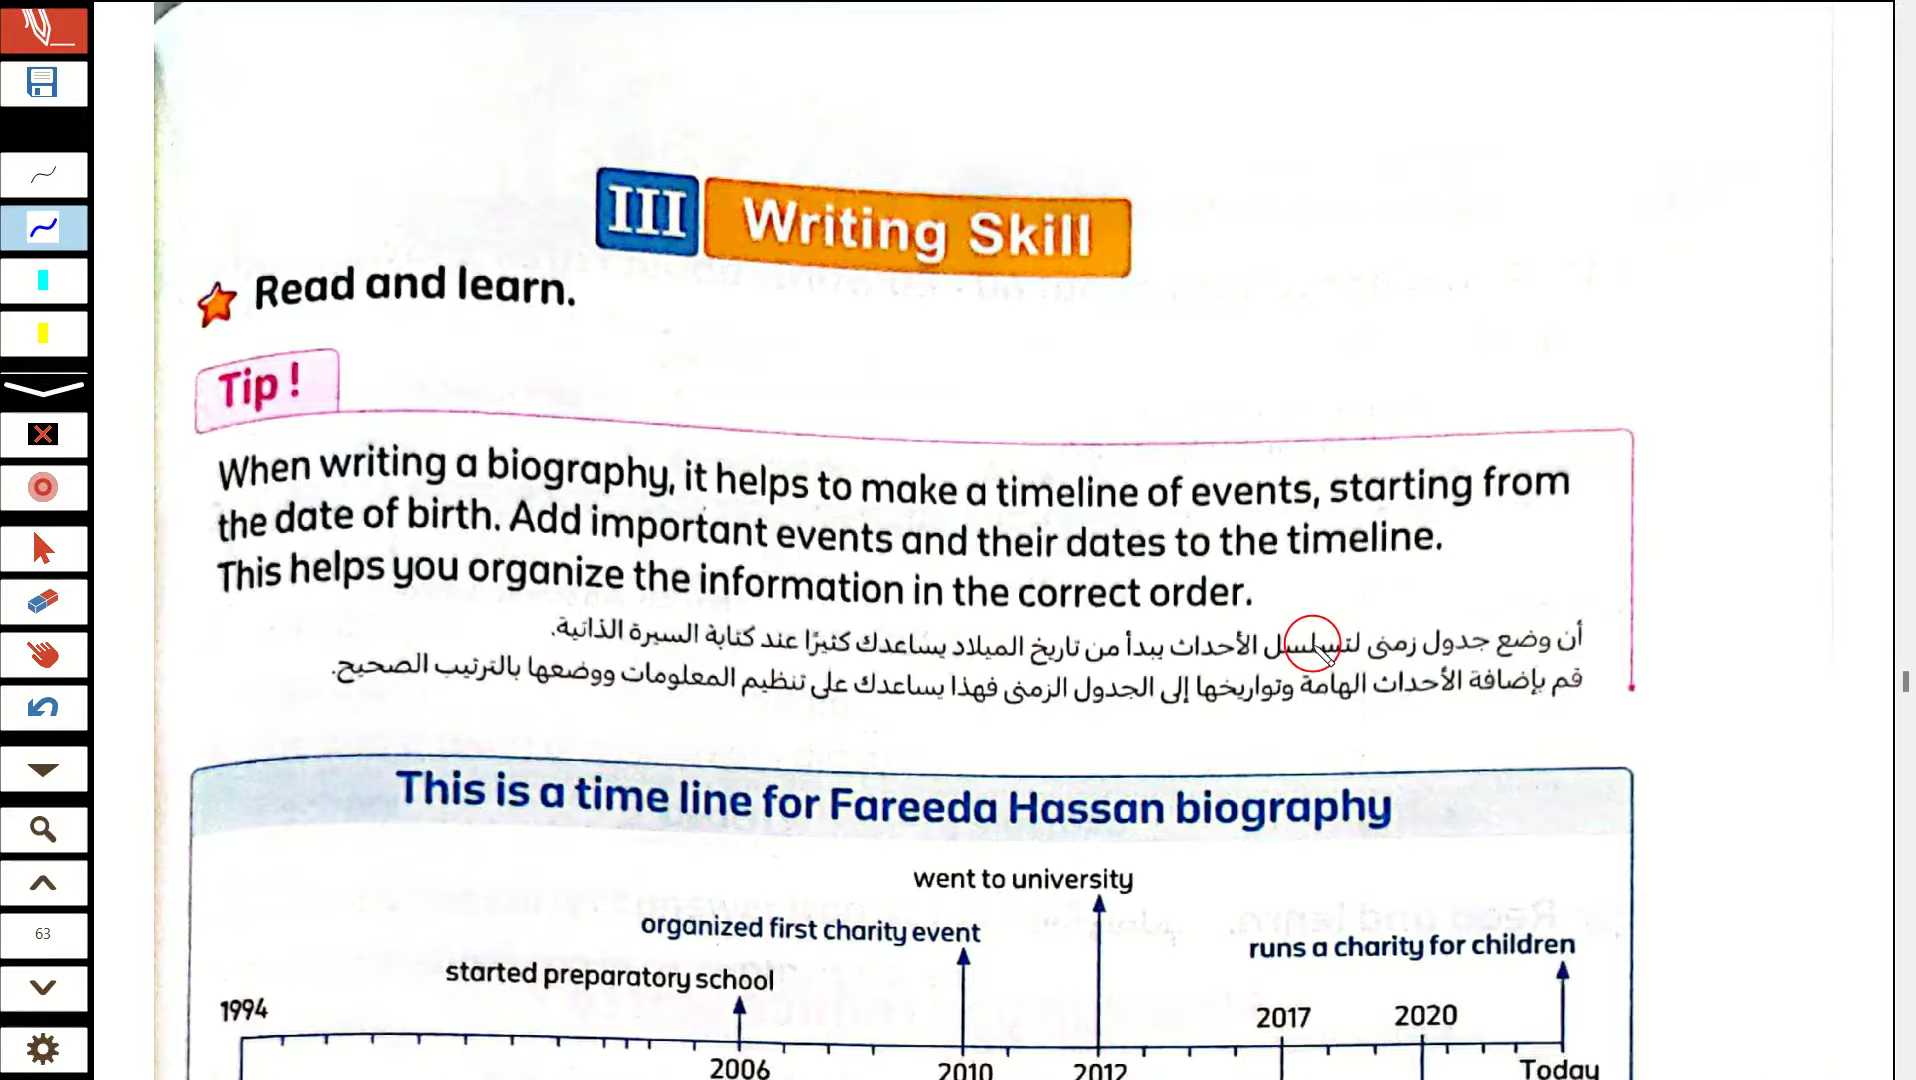 III Writing Skill
Read and learn.
Tip !
When writing a biography, it helps to make a timeline of events, starting from
the date of birth. Add important events and their dates to the timeline.
This helps you organize the information in the correct order.
أن وضع جدول زمنى لتسلسل الأحداث يبدأ من تاريخ الميلاد يساعدك كثيرًا عند كتابة السيرة الذاتية.
قم بإضافة الأحداث الهامة وتواريخها إلى الجدول الزمنى فهذا يساعدك على تنظيم المعلومات ووضعها بالترتيب الصحيح.
This is a time line for Fareeda Hassan biography
went to university
organized first charity event
runs a charity for children
started preparatory school
1994
2017
2020
2006
2010
2012
Today
63